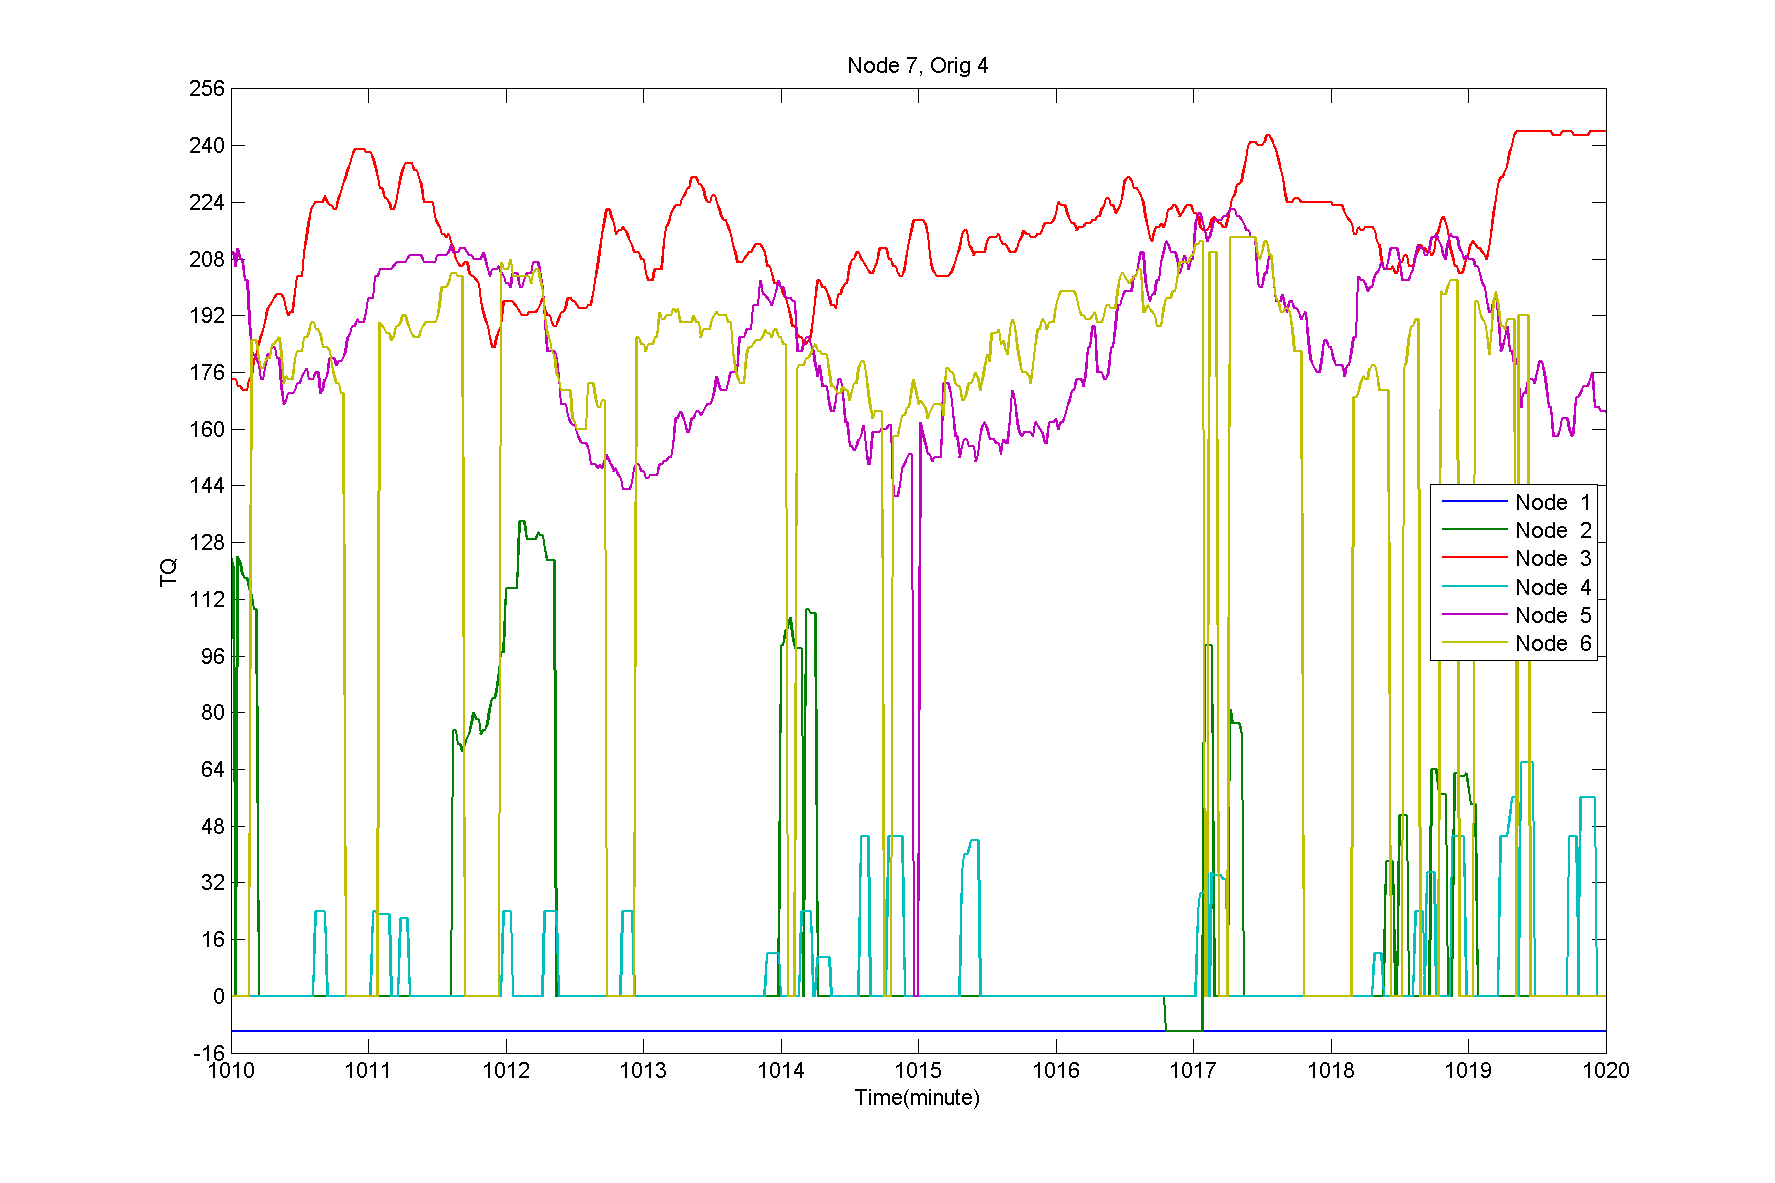 Node 7, Orig 4
256
240
224
208
192
176
160
144
128
112
96
80
64
48
32
16
0
-16
TQ
Node 1
Node 2
Node 3
Node 4
Node 5
Node 6
1010 1011 1012 1013 1014 1015 1016 1017 1018 1019 1020
Time(minute)